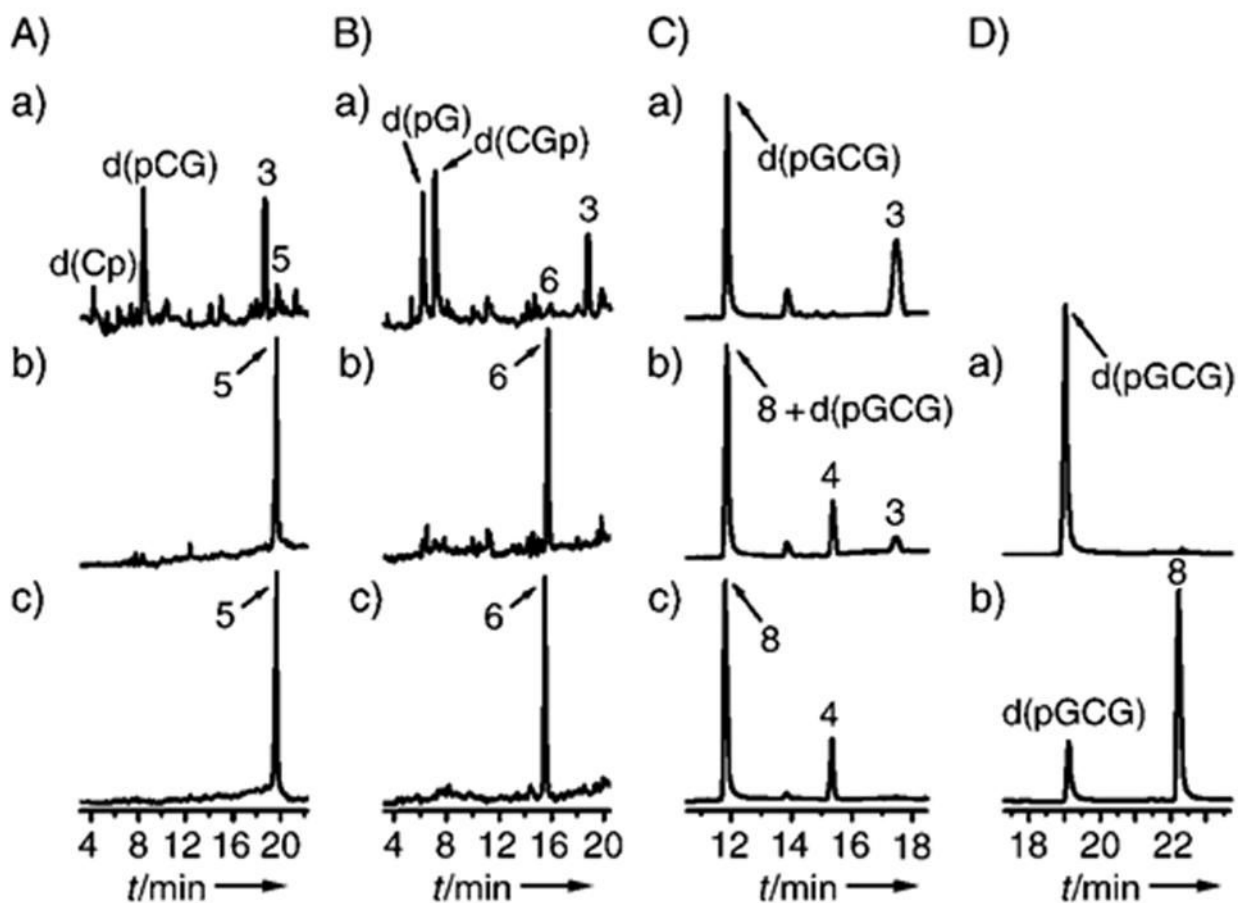 A)
a)
d(pCG)
3
d(Cp)
5
b)
5
c)
5
4 8 12 16 20
t/min
B)
a)
d(pG)
d(CGp)
3
6
b)
6
c)
6
4 8 12 16 20
t/min
C)
a)
d(pGCG)
3
b)
8 + d(pGCG)
4
3
c)
8
4
12 14 16 18
t/min
D)
a)
d(pGCG)
b)
8
d(pGCG)
18 20 22
t/min